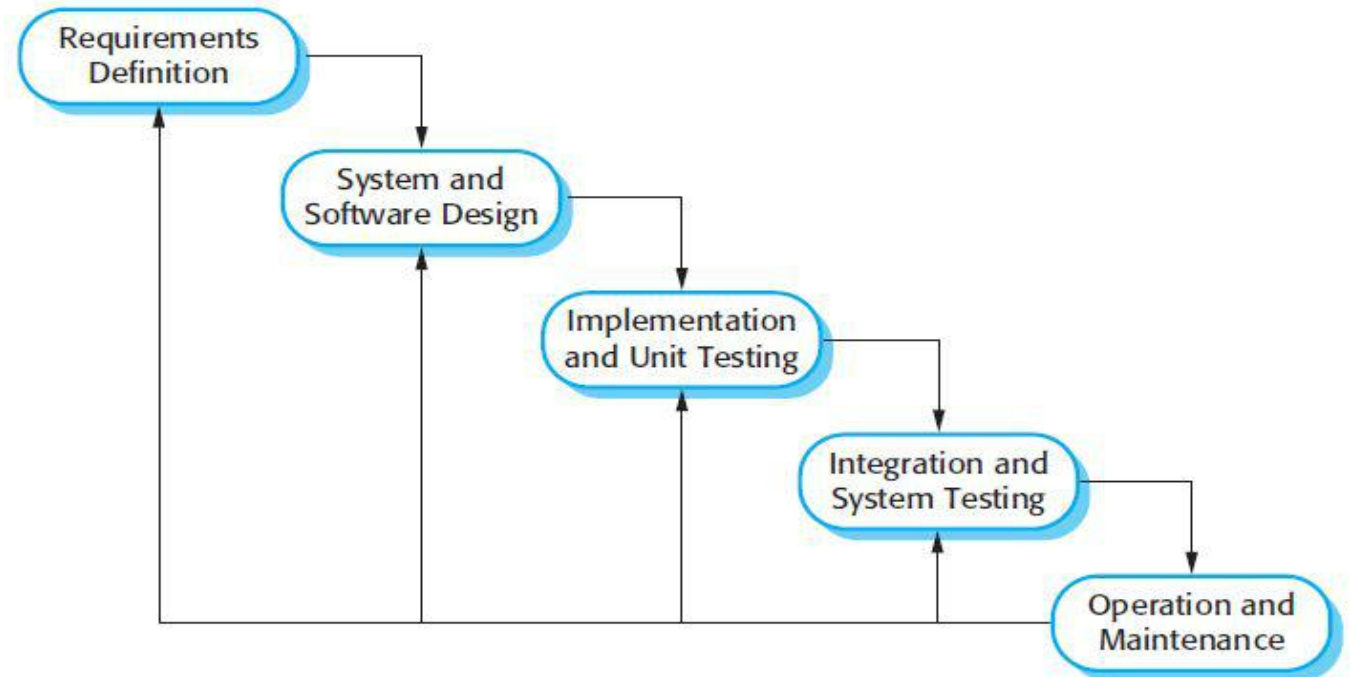 Requirements
Definition
System and
Software Design
Implementation
and Unit Testing
Integration and
System Testing
Operation and
Maintenance